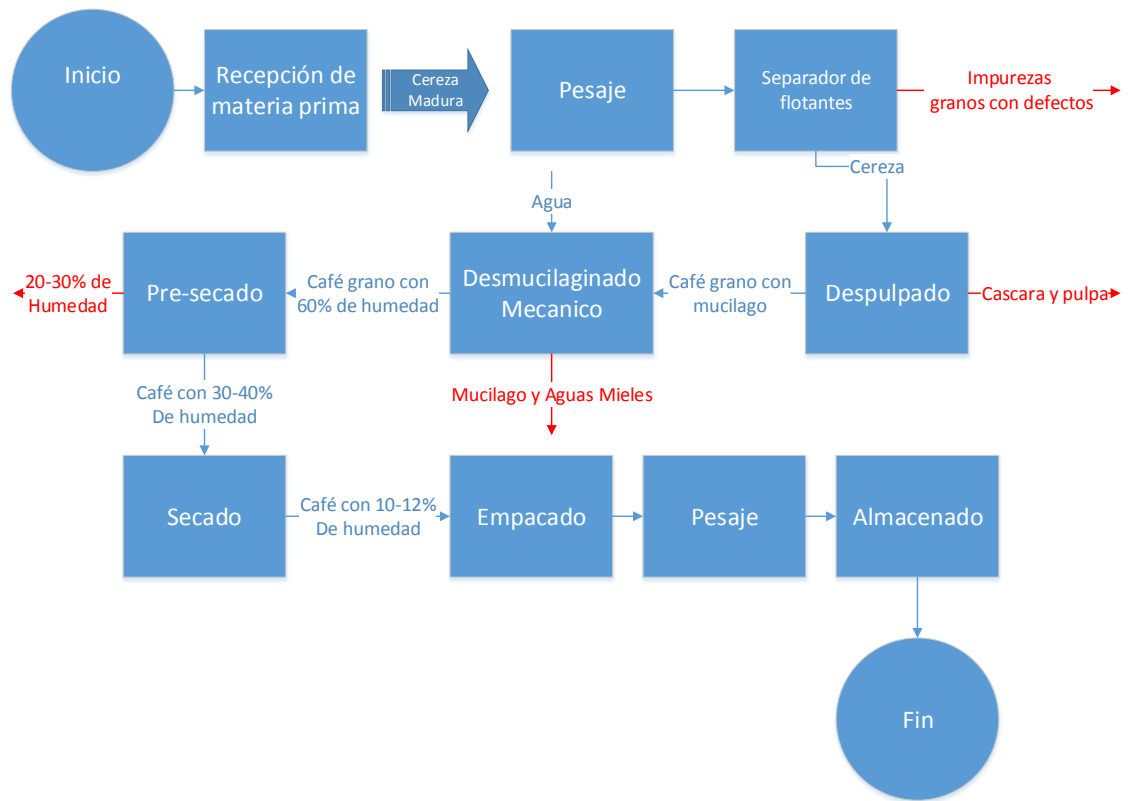 Inicio
Recepción de
materia prima
Cereza
Madura
Pesaje
Separador de
flotantes
Impurezas
granos con defectos
Cereza
Agua
20-30% de
Humedad
Pre-secado
Café grano con
60% de humedad
Desmucilaginado
Mecanico
Café grano con
mucilago
Despulpado
Cascara y pulpa
Café con 30-40%
De humedad
Mucilago y Aguas Mieles
Secado
Café con 10-12%
De humedad
Empacado
Pesaje
Almacenado
Fin